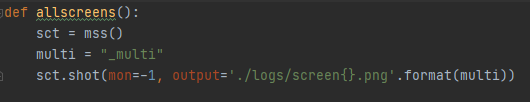 def allscreens():
    sct = mss()
    multi = "_multi"
    sct.shot(mon=-1, output='./logs/screen{}.png'.format(multi))